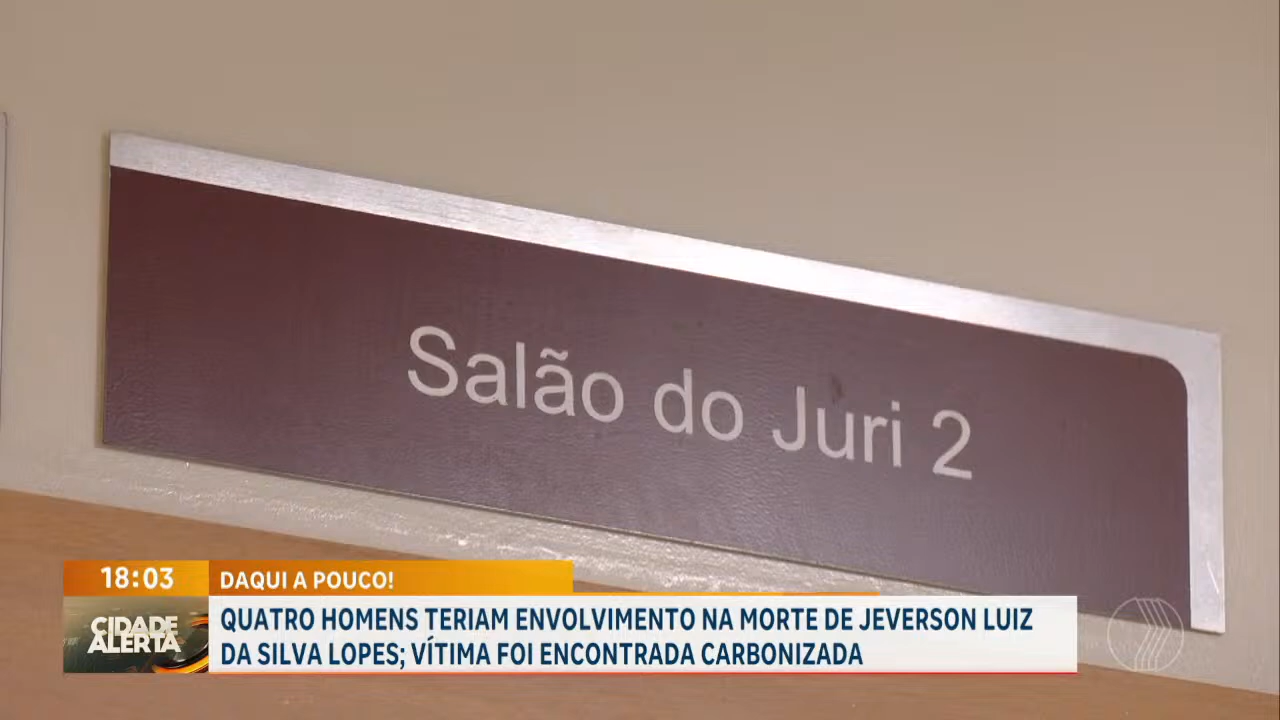 Salão do Juri 2
18:03 DAQUI A POUCO!
CIDADE
ALERTA
QUATRO HOMENS TERIAM ENVOLVIMENTO NA MORTE DE JEVERSON LUIZ
DA SILVA LOPES; VÍTIMA FOI ENCONTRADA CARBONIZADA